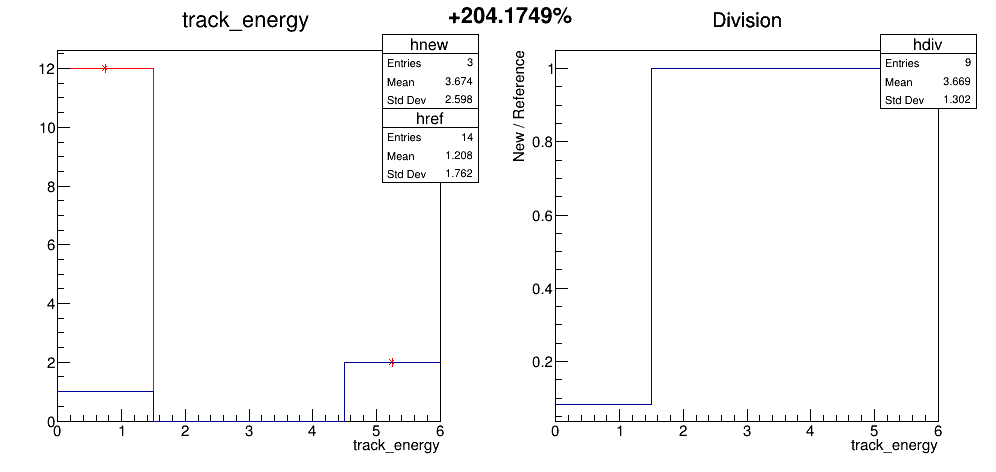 track_energy
+204.1749%
Division
hnew
Entries 3
Mean 3.674
Std Dev 2.598
href
Entries 14
Mean 1.208
Std Dev 1.762
12
10
8
6
4
2
0
0 1 2 3 4 5 6
track_energy
hdiv
Entries 9
Mean 3.669
Std Dev 1.302
New / Reference
1
0.8
0.6
0.4
0.2
0 1 2 3 4 5 6
track_energy